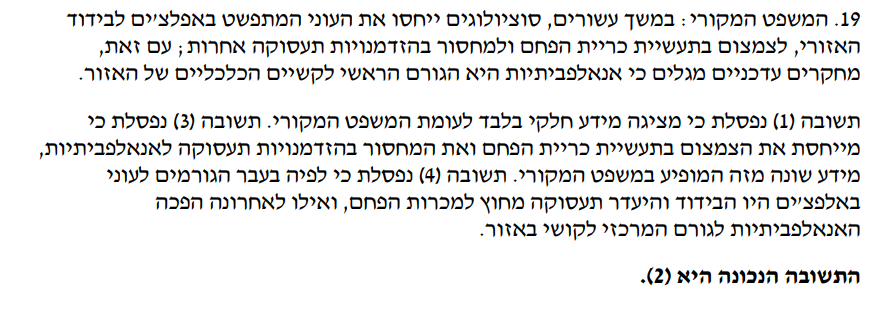 19. המשפט המקורי: במשך עשורים, סוציולוגים ייחסו את העוני המתפשט באפלצ'ים לבידוד
האזורי, לצמצום בתעשיית כריית הפחם ולמחסור בהזדמנויות תעסוקה אחרות; עם זאת,
מחקרים עדכניים מגלים כי אנאלפביתיות היא הגורם הראשי לקשיים הכלכליים של האזור.
תשובה (1) נפסלת כי מציגה מידע חלקי בלבד לעומת המשפט המקורי. תשובה (3) נפסלת כי
מייחסת את הצמצום בתעשיית כריית הפחם ואת המחסור בהזדמנויות תעסוקה לאנאלפביתיות,
מידע שונה מזה המופיע במשפט המקורי. תשובה (4) נפסלת כי לפיה בעבר הגורמים לעוני
באלפצ'ים היו הבידוד והיעדר תעסוקה מחוץ למכרות הפחם, ואילו לאחרונה הפכה
האנאלפביתיות לגורם המרכזי לקושי באזור.
התשובה הנכונה היא (2).